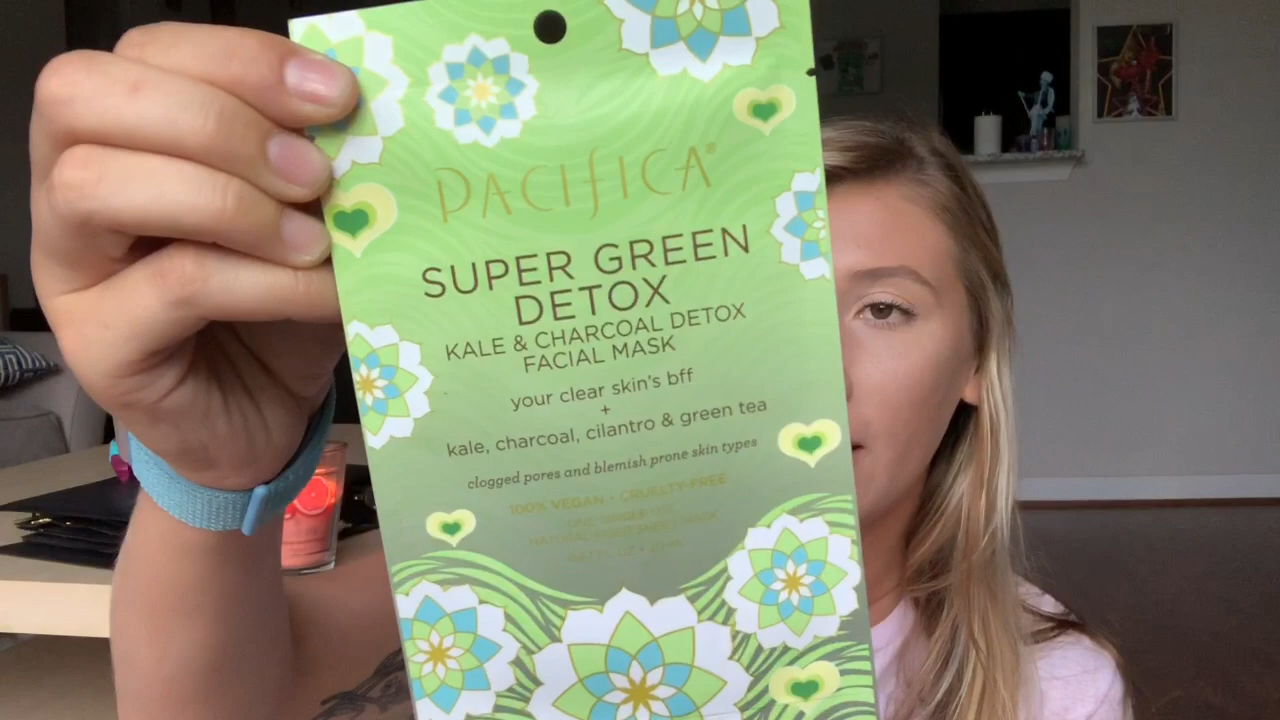 PACIFICA®
SUPER GREEN
DETOX
KALE & CHARCOAL DETOX
FACIAL MASK
your clear skin's bff
+
kale, charcoal, cilantro & green tea
clogged pores and blemish prone skin types
100% VEGAN • CRUELTY-FREE